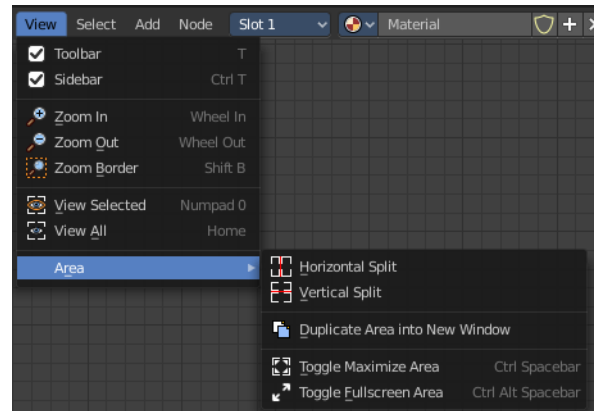 View Select Add Node Slot 1 Material
Toolbar T
Sidebar Ctrl T
Zoom In Wheel In
Zoom Out Wheel Out
Zoom Border Shift B
View Selected Numpad 0
View All Home
Area
Horizontal Split
Vertical Split
Duplicate Area into New Window
Toggle Maximize Area Ctrl Spacebar
Toggle Fullscreen Area Ctrl Alt Spacebar